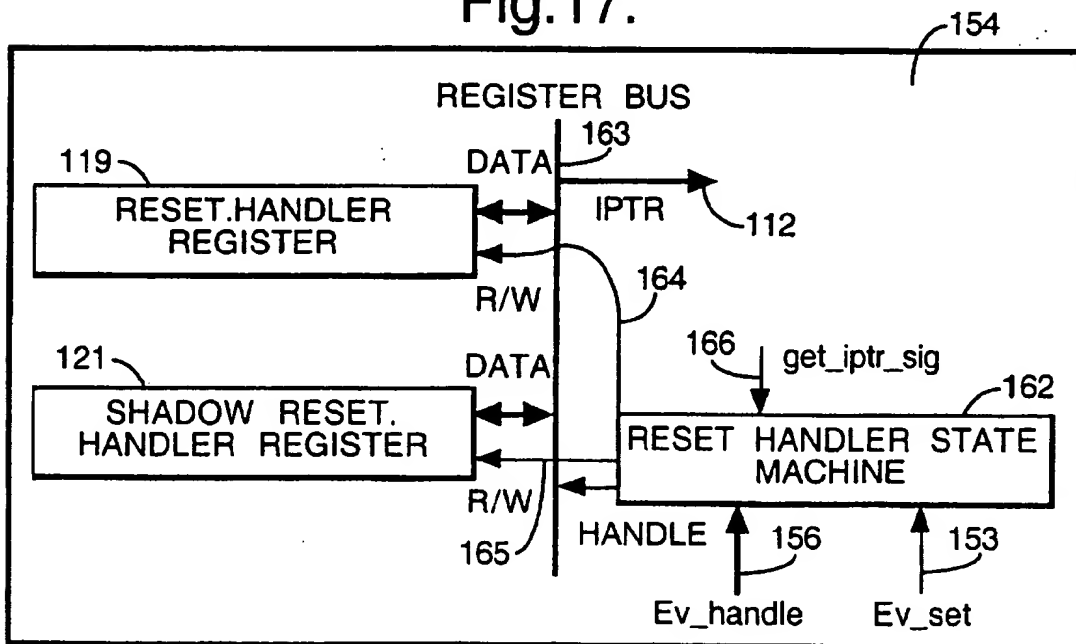 Fig.17.
154
REGISTER BUS
119
DATA
163
RESET.HANDLER
REGISTER
IPTR
112
R/W
164
121
DATA
166
get_iptr_sig
162
SHADOW RESET.
HANDLER REGISTER
RESET HANDLER STATE
MACHINE
R/W
165
HANDLE
156
153
Ev_handle
Ev_set